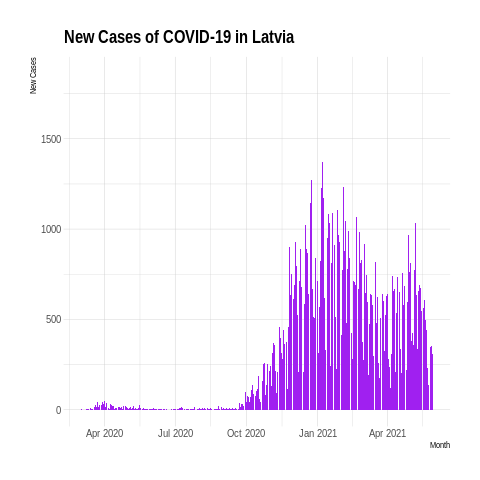 New Cases of COVID-19 in Latvia
New Cases
1500
1000
500
0
Apr 2020 Jul 2020 Oct 2020 Jan 2021 Apr 2021
Month